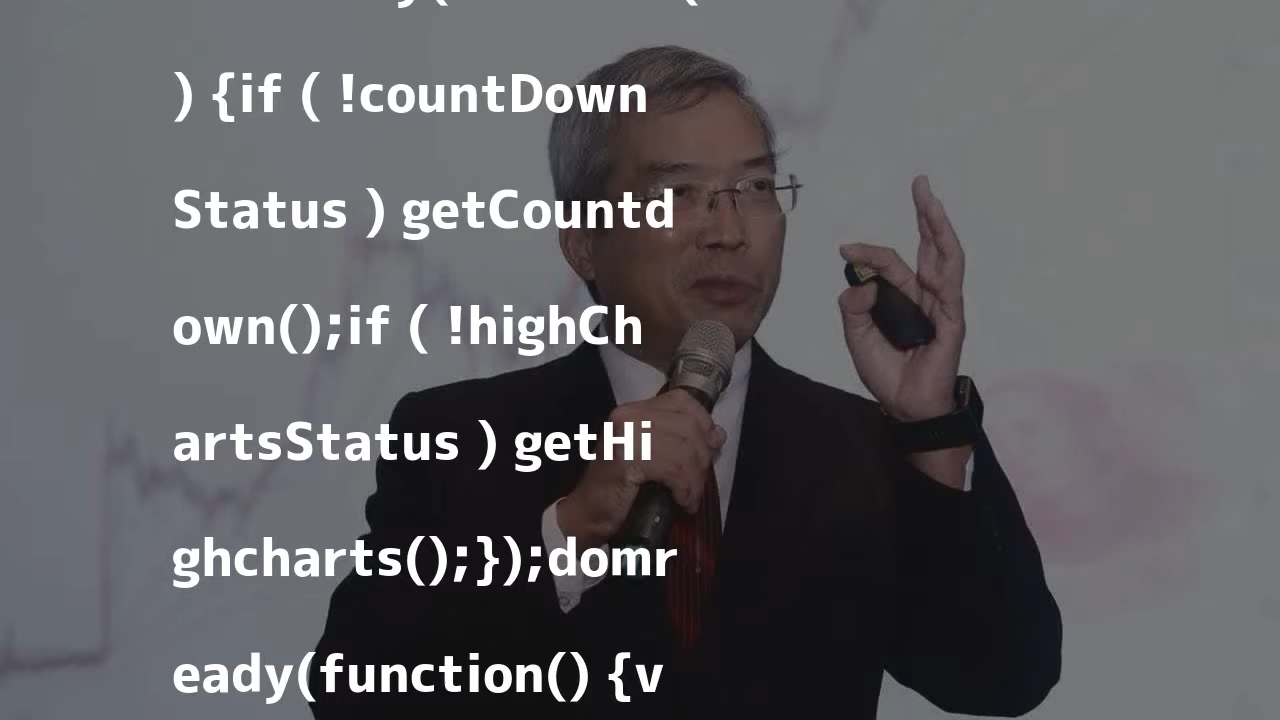 ) {if ( !countDown
Status ) getCountd
own();if ( !highCh
artsStatus ) getHi
ghcharts();});domr
eady(function() {v